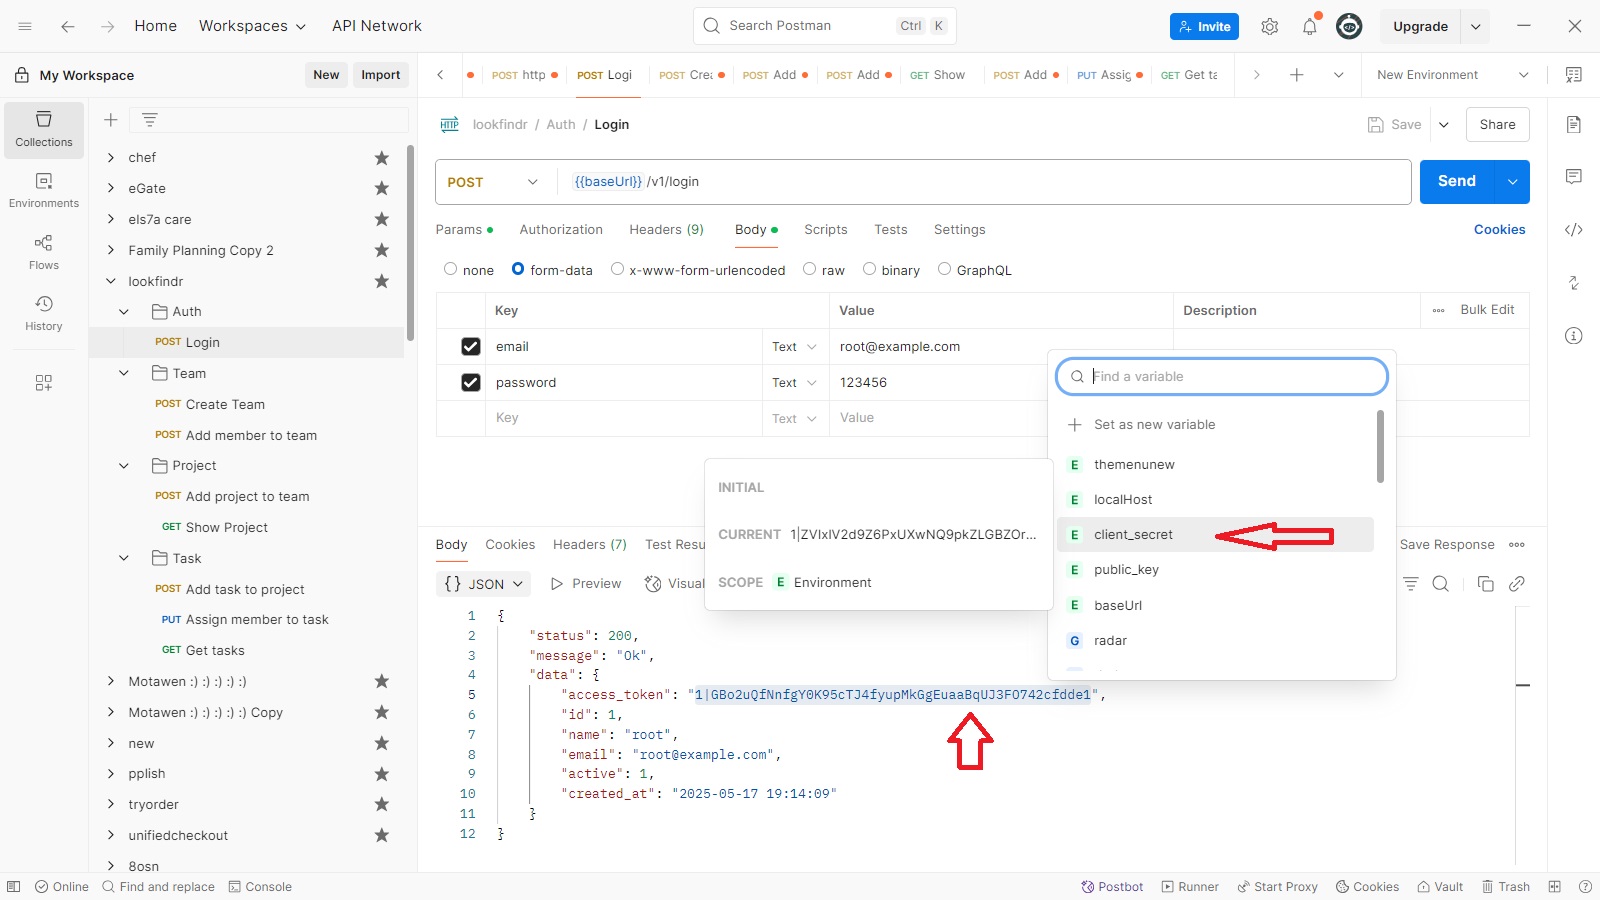 Home
Workspaces
API Network
Search Postman
Ctrl
K
Invite
Upgrade
My Workspace
New
Import
POST http
POST Logi
POST Crea
POST Add
POST Add
GET Show
POST Add
PUT Assig
GET Get ta
New Environment
Collections
Environments
Flows
History
chef
eGate
els7a care
Family Planning Copy 2
lookfindr
Auth
POST Login
Team
POST Create Team
POST Add member to team
Project
POST Add project to team
GET Show Project
Task
POST Add task to project
PUT Assign member to task
GET Get tasks
Motawen :) :) :) :) :)
Motawen :) :) :) :) :) Copy
new
pplish
tryorder
unifiedcheckout
8osn
HTTP lookfindr / Auth / Login
Save
Share
POST
{{baseUrl}} /v1/login
Send
Params
Authorization
Headers (9)
Body
Scripts
Tests
Settings
Cookies
none
form-data
x-www-form-urlencoded
raw
binary
GraphQL
Key
Value
Description
Bulk Edit
email
Text
root@example.com
password
Text
123456
Key
Text
Value
Find a variable
Set as new variable
E themenunew
E localHost
E client_secret
E public_key
E baseUrl
G radar
INITIAL
CURRENT 1|ZVIxIV2d9Z6PxUXwNQ9pkZLGBZOr...
SCOPE E Environment
Body
Cookies
Headers (7)
Test Resu
Save Response
{} JSON
Preview
Visual
1 {
2 "status": 200,
3 "message": "Ok",
4 "data": {
5 "access_token": "1|GBo2uQfNnfgY0K95cTJ4fyupMkGgEuaaBqUJ3FO742cfdde1",
6 "id": 1,
7 "name": "root",
8 "email": "root@example.com",
9 "active": 1,
10 "created_at": "2025-05-17 19:14:09"
11 }
12 }
Online
Find and replace
Console
Postbot
Runner
Start Proxy
Cookies
Vault
Trash